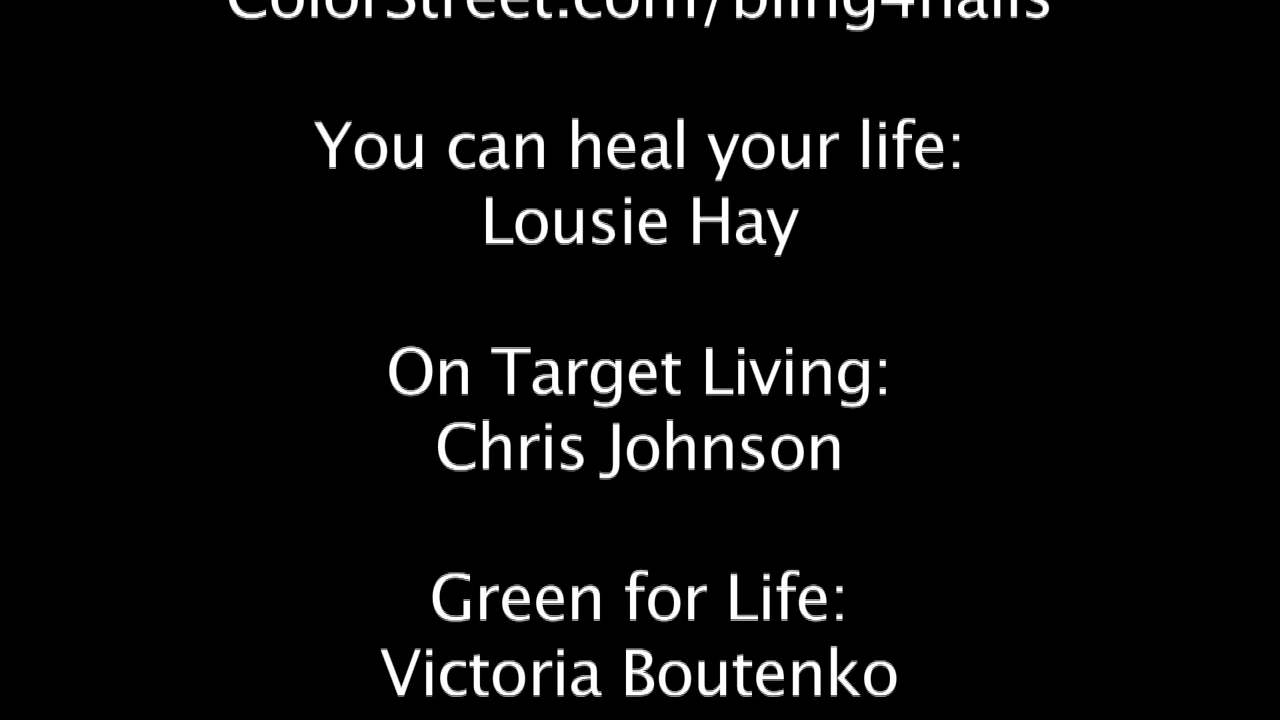 ColorStreet.com/bling4nails
You can heal your life:
Lousie Hay
On Target Living:
Chris Johnson
Green for Life:
Victoria Boutenko